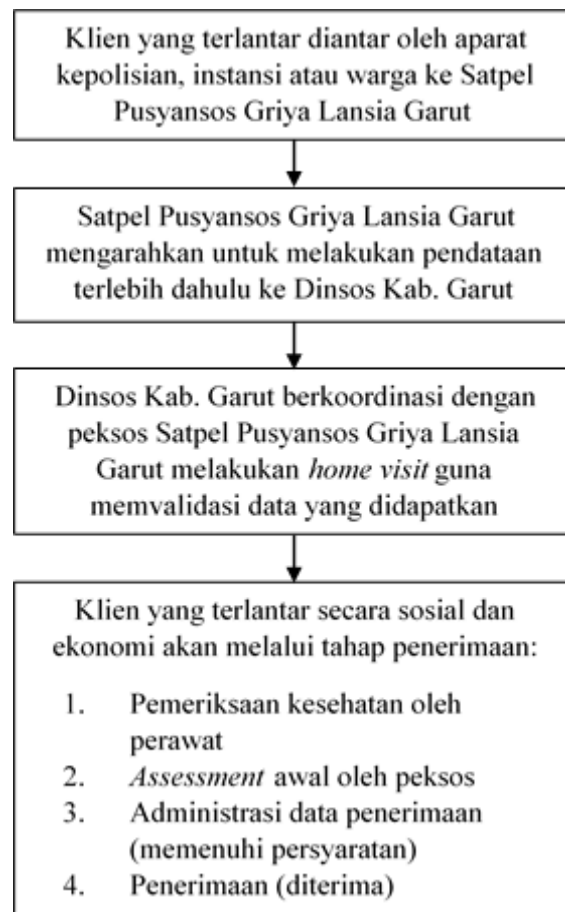 Klien yang terlantar diantar oleh aparat
kepolisian, instansi atau warga ke Satpel
Pusyansos Griya Lansia Garut
Satpel Pusyansos Griya Lansia Garut
mengarahkan untuk melakukan pendataan
terlebih dahulu ke Dinsos Kab. Garut
Dinsos Kab. Garut berkoordinasi dengan
peksos Satpel Pusyansos Griya Lansia
Garut melakukan home visit guna
memvalidasi data yang didapatkan
Klien yang terlantar secara sosial dan
ekonomi akan melalui tahap penerimaan:
1. Pemeriksaan kesehatan oleh
perawat
2. Assessment awal oleh peksos
3. Administrasi data penerimaan
(memenuhi persyaratan)
4. Penerimaan (diterima)